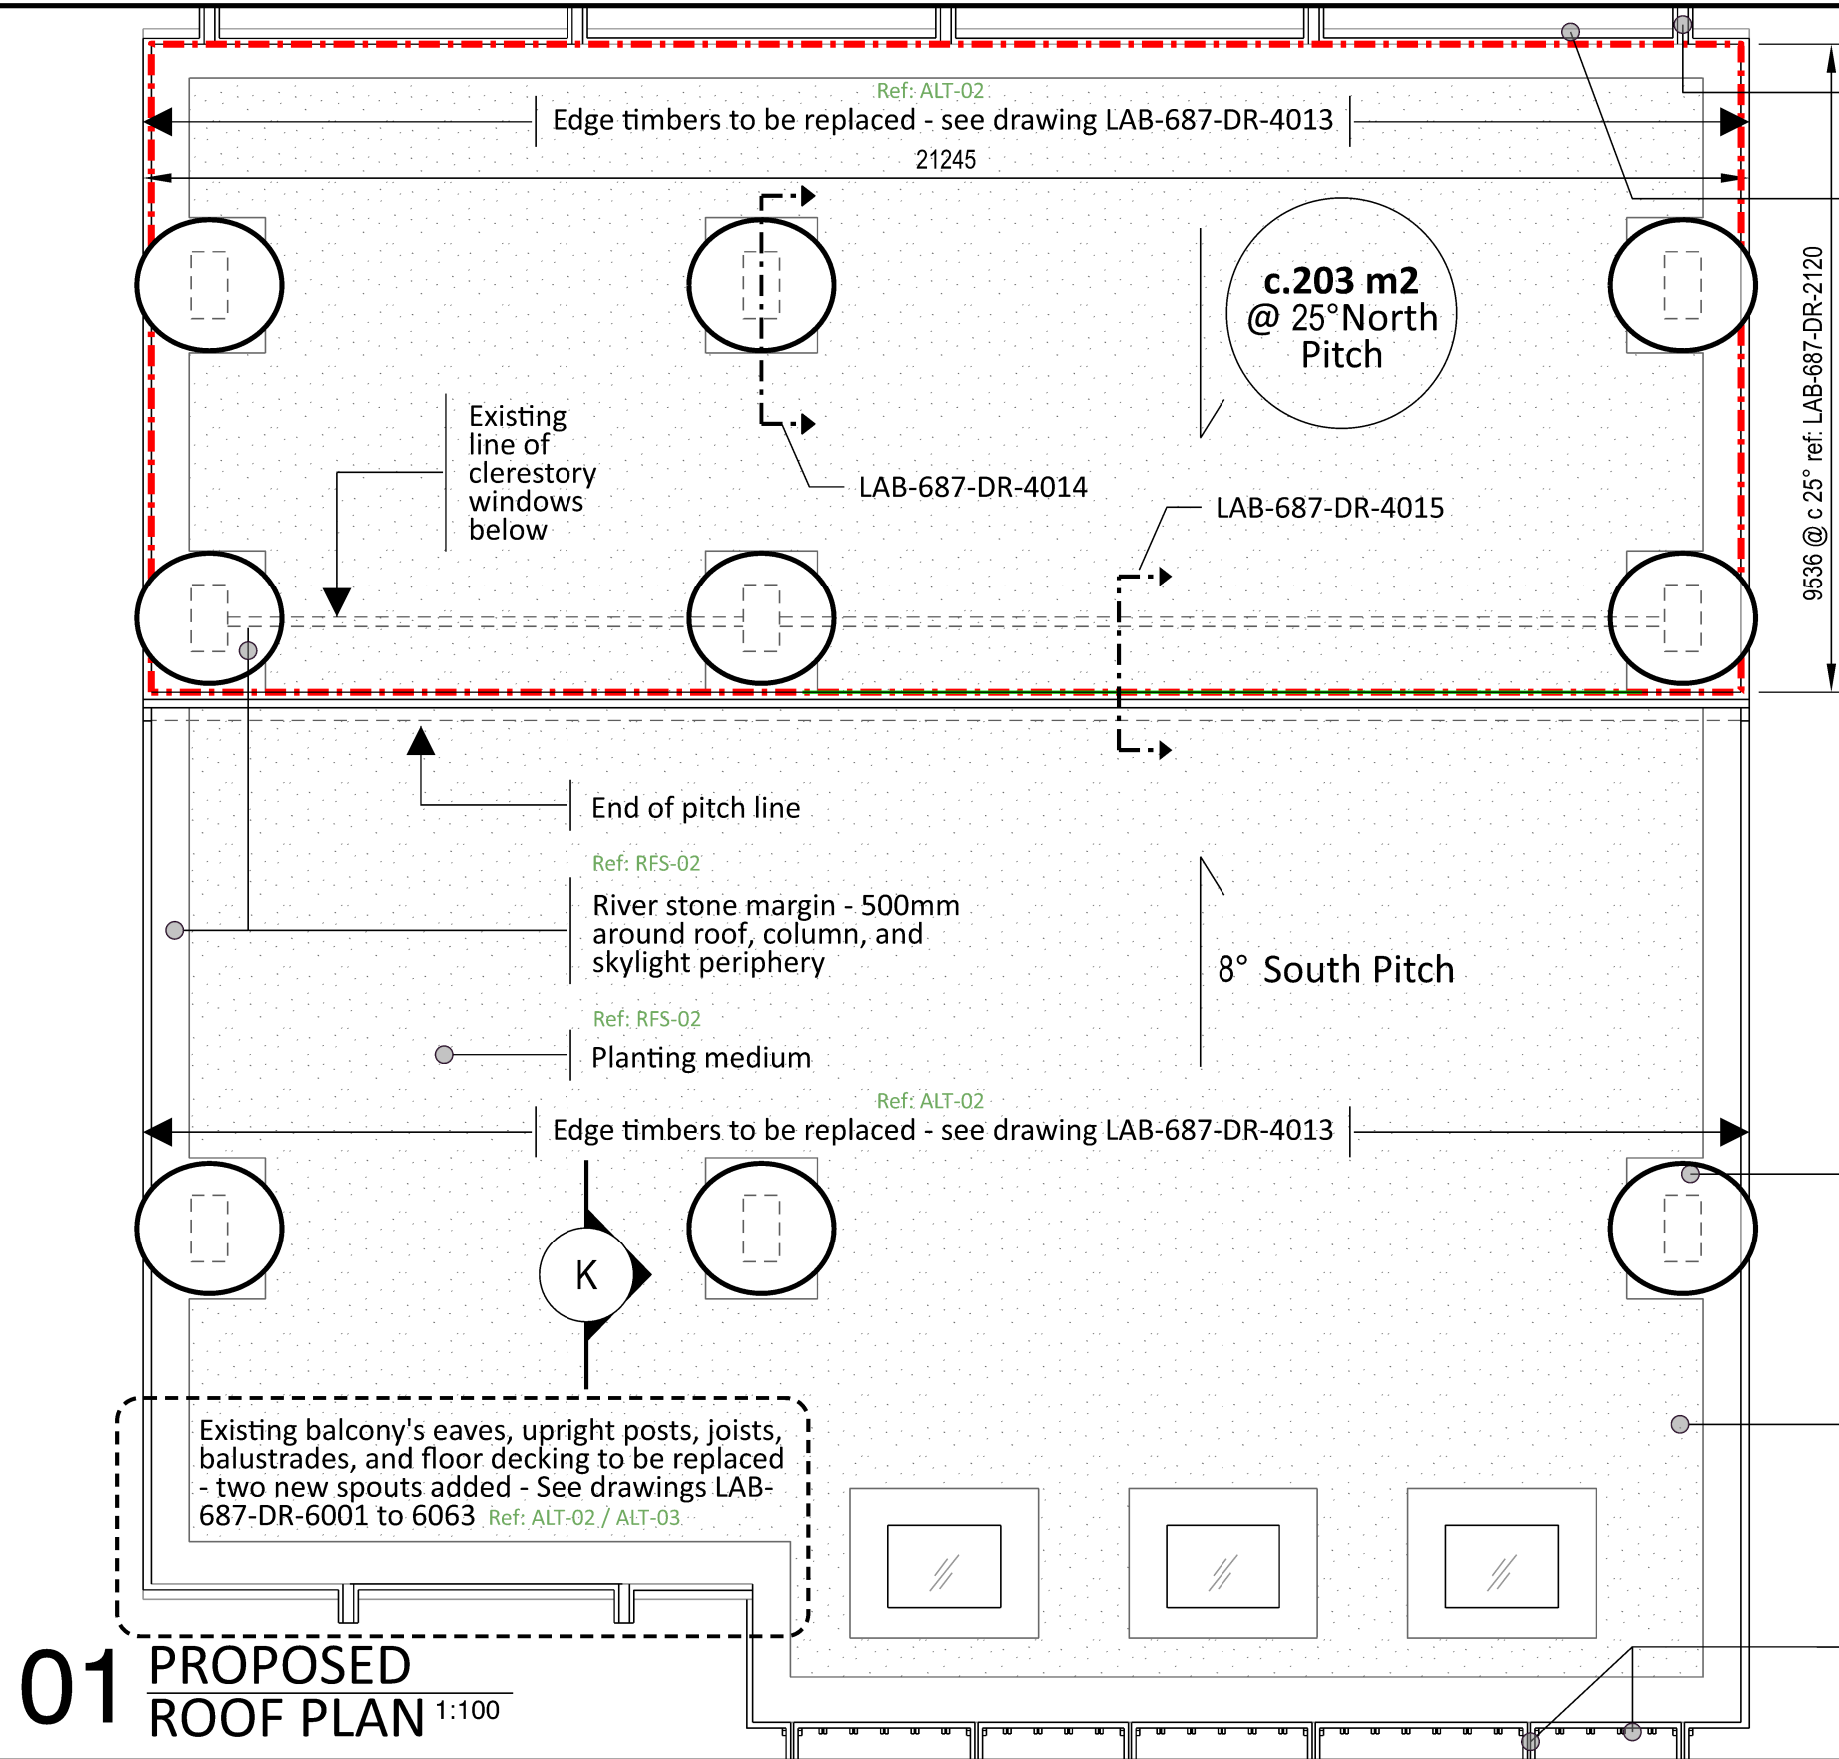 Ref: ALT-02
Edge timbers to be replaced - see drawing LAB-687-DR-4013
21245
c.203 m2
@ 25°North
Pitch
9536 @ c 25° ref: LAB-687-DR-2120
Existing
line of
clerestory
windows
below
LAB-687-DR-4014
LAB-687-DR-4015
End of pitch line
Ref: RFS-02
River stone margin - 500mm
around roof, column, and
skylight periphery
8° South Pitch
Ref: RFS-02
Planting medium
Ref: ALT-02
Edge timbers to be replaced - see drawing LAB-687-DR-4013
K
Existing balcony's eaves, upright posts, joists,
balustrades, and floor decking to be replaced
- two new spouts added - See drawings LAB-
687-DR-6001 to 6063 Ref: ALT-02 / ALT-03
01 PROPOSED
ROOF PLAN 1:100